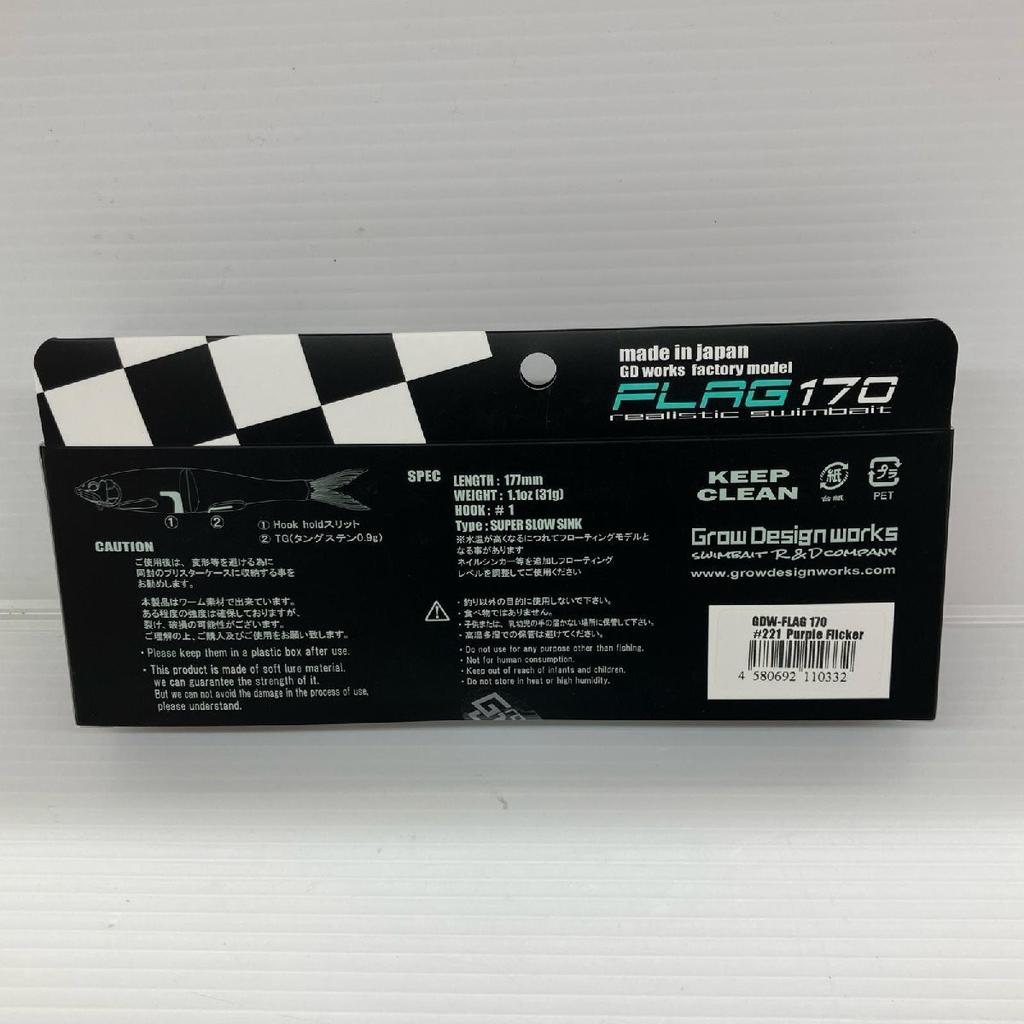 made in japan
GD works factory model
FLAG 170
realistic swimbait
① ②
① Hook holdスリット
② TG(タングステン0.9g)
CAUTION
ご使用後は、変形等を避ける為に
同封のブリスターケースに収納する事を
お勧めします。
本製品はワーム素材で出来ています。
ある程度の強度は確保しておりますが、
裂け、破損の可能性がございます。
ご理解の上、ご購入及びご使用をお願い致します。
・Please keep them in a plastic box after use.
・This product is made of soft lure material.
we can guarantee the strength of it.
But we can not avoid the damage in the process of use,
please understand.
SPEC
LENGTH : 177mm
WEIGHT : 1.1oz (31g)
HOOK : # 1
Type : SUPER SLOW SINK
※水温が高くなるにつれてフローティングモデルと
なる事があります
ネイルシンカー等を追加しフローティング
レベルを調整してご使用ください
・釣り以外の目的に使用しないで下さい。
・食べ物ではありません。
・子供または、乳幼児の手の届かない場所に保管して下さい。
・高温多湿での保管は避けてください。
・Do not use for any purpose other than fishing.
・Not for human consumption.
・Keep out of reach of infants and children.
・Do not store in heat or high humidity.
KEEP
CLEAN
紙
台紙
プラ
PET
Grow Design works
SWIMBAIT R&D COMPANY
www.growdesignworks.com
GDW-FLAG 170
#221 Purple Flicker
4 580692 110332